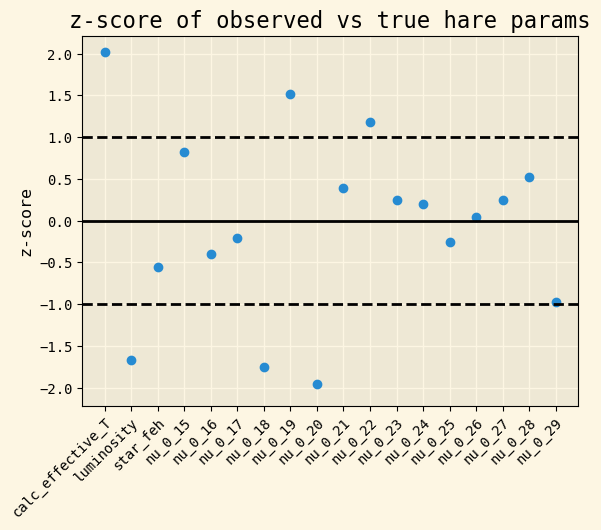 z-score of observed vs true hare params
z-score
2.0
1.5
1.0
0.5
0.0
−0.5
−1.0
−1.5
−2.0
calc_effective_T
luminosity
star_feh
nu_0_15
nu_0_16
nu_0_17
nu_0_18
nu_0_19
nu_0_20
nu_0_21
nu_0_22
nu_0_23
nu_0_24
nu_0_25
nu_0_26
nu_0_27
nu_0_28
nu_0_29